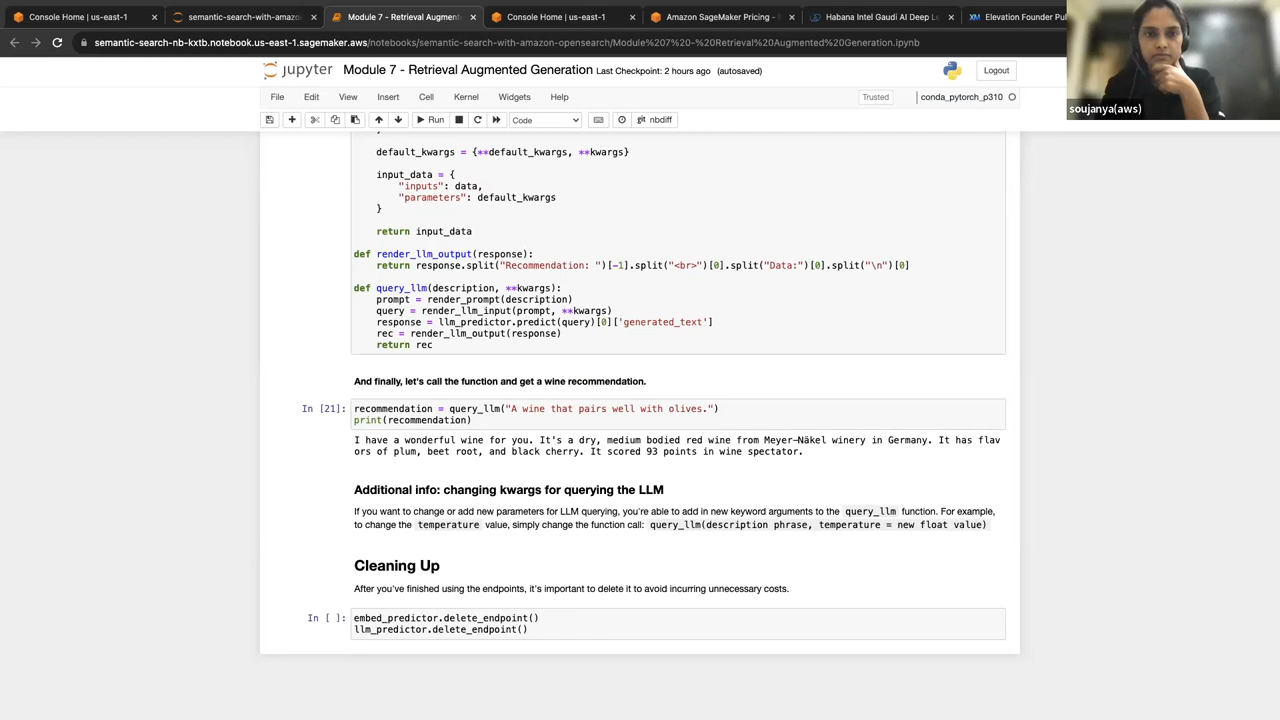 Console Home | us-east-1
semantic-search-with-amazon
Module 7 - Retrieval Augment
Console Home | us-east-1
Amazon SageMaker Pricing -
Habana Intel Gaudi AI Deep L
XM Elevation Founder Pul
semantic-search-nb-kxtb.notebook.us-east-1.sagemaker.aws/notebooks/semantic-search-with-amazon-opensearch/Module%207%20-%20Retrieval%20Augmented%20Generation.ipynb
soujanya(aws)
jupyter Module 7 - Retrieval Augmented Generation Last Checkpoint: 2 hours ago (autosaved)
Logout
File Edit View Insert Cell Kernel Widgets Help
Trusted
conda_pytorch_p310
Run
Code
git nbdiff
default_kwargs = {**default_kwargs, **kwargs}
input_data = {
"inputs": data,
"parameters": default_kwargs
}
return input_data
def render_llm_output(response):
return response.split("Recommendation: ")[-1].split("<br>")[0].split("Data:")[0].split("\n")[0]
def query_llm(description, **kwargs):
prompt = render_prompt(description)
query = render_llm_input(prompt, **kwargs)
response = llm_predictor.predict(query)[0]['generated_text']
rec = render_llm_output(response)
return rec
And finally, let's call the function and get a wine recommendation.
In [21]: recommendation = query_llm("A wine that pairs well with olives.")
print(recommendation)
I have a wonderful wine for you. It's a dry, medium bodied red wine from Meyer-Näkel winery in Germany. It has flav
ors of plum, beet root, and black cherry. It scored 93 points in wine spectator.
Additional info: changing kwargs for querying the LLM
If you want to change or add new parameters for LLM querying, you're able to add in new keyword arguments to the query_llm function. For example,
to change the temperature value, simply change the function call: query_llm(description phrase, temperature = new float value)
Cleaning Up
After you've finished using the endpoints, it's important to delete it to avoid incurring unnecessary costs.
In [ ]: embed_predictor.delete_endpoint()
llm_predictor.delete_endpoint()